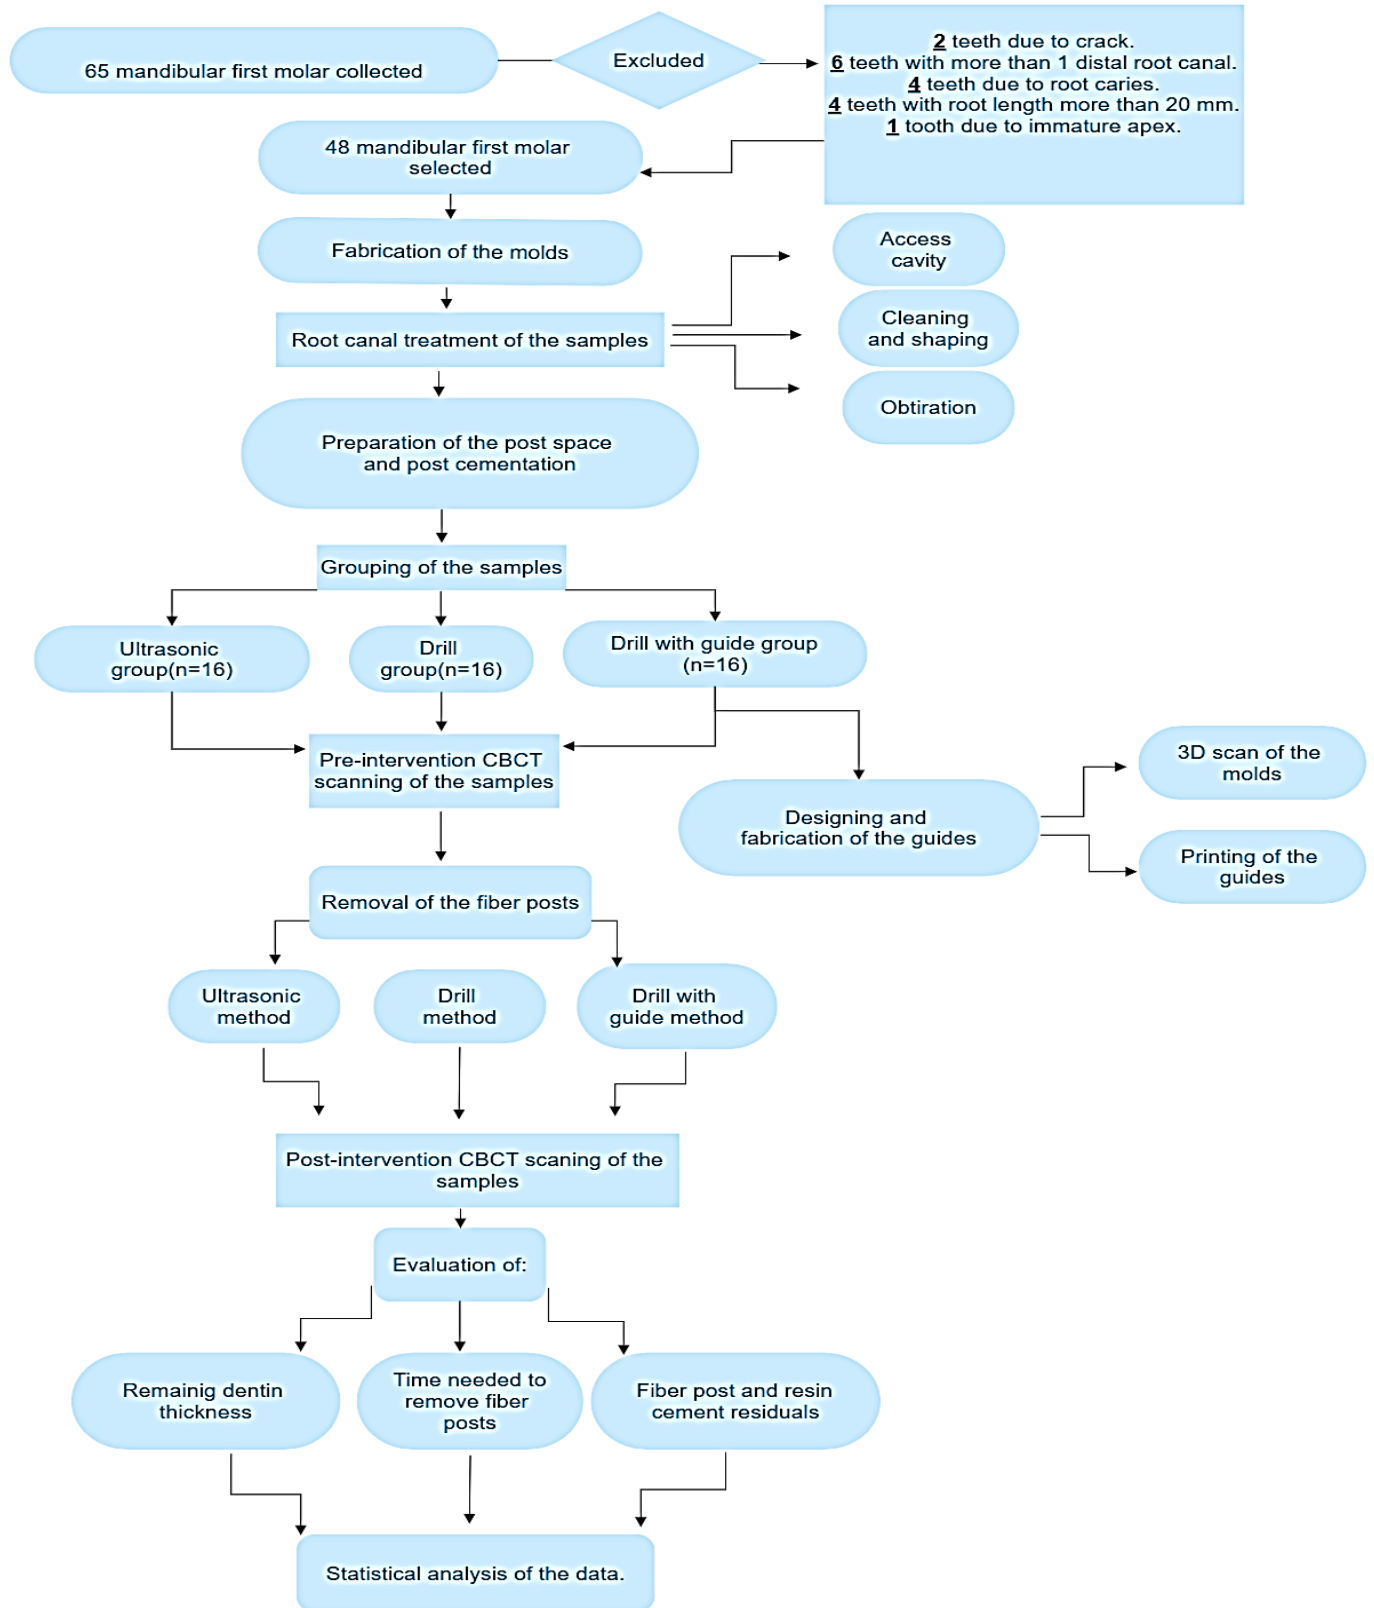 65 mandibular first molar collected
Excluded
2 teeth due to crack.
6 teeth with more than 1 distal root canal.
4 teeth due to root caries.
4 teeth with root length more than 20 mm.
1 tooth due to immature apex.
48 mandibular first molar
selected
Fabrication of the molds
Access
cavity
Root canal treatment of the samples
Cleaning
and shaping
Obtiration
Preparation of the post space
and post cementation
Grouping of the samples
Ultrasonic
group(n=16)
Drill
group(n=16)
Drill with guide group
(n=16)
Pre-intervention CBCT
scanning of the samples
Designing and
fabrication of the guides
3D scan of the
molds
Printing of the
guides
Removal of the fiber posts
Ultrasonic
method
Drill
method
Drill with
guide method
Post-intervention CBCT scaning of the
samples
Evaluation of:
Remainig dentin
thickness
Time needed to
remove fiber
posts
Fiber post and resin
cement residuals
Statistical analysis of the data.